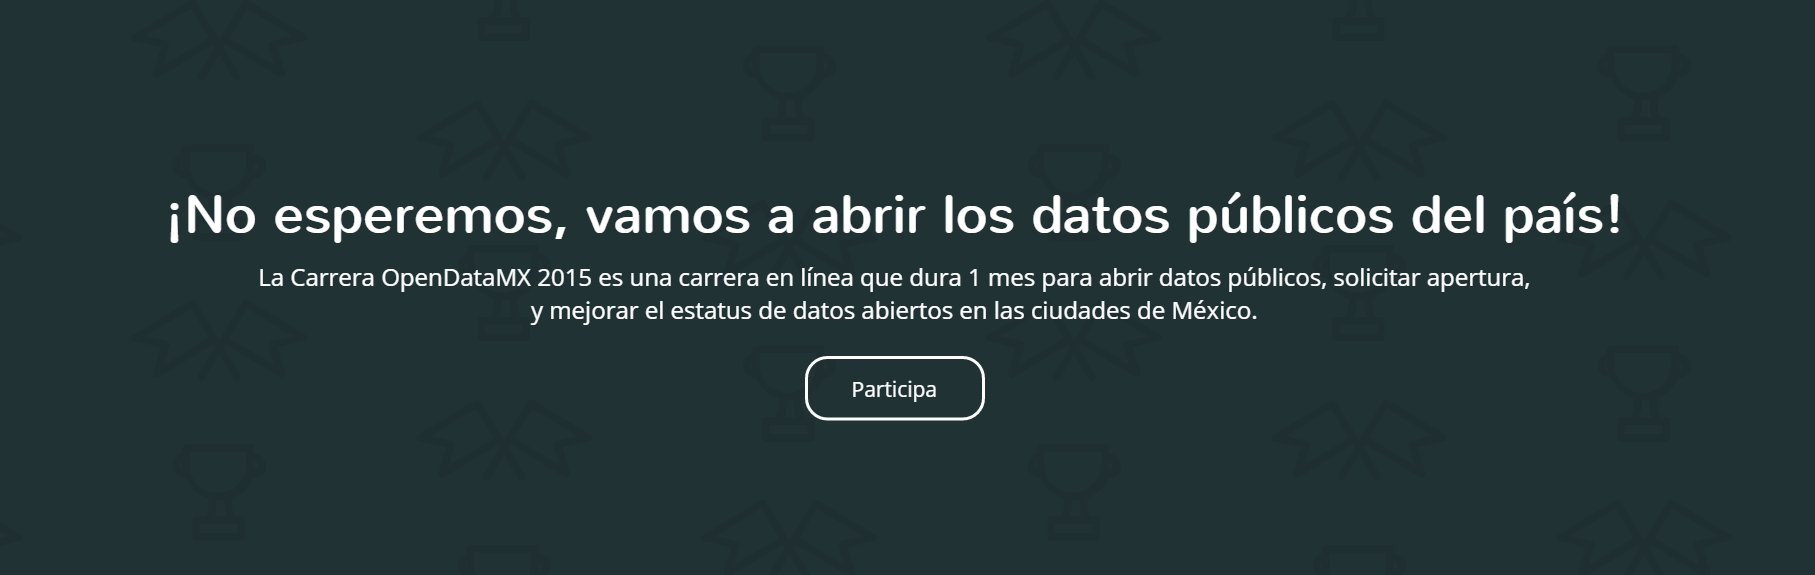 ¡No esperemos, vamos a abrir los datos públicos del país!
La Carrera OpenDataMX 2015 es una carrera en línea que dura 1 mes para abrir datos públicos, solicitar apertura,
y mejorar el estatus de datos abiertos en las ciudades de México.
Participa